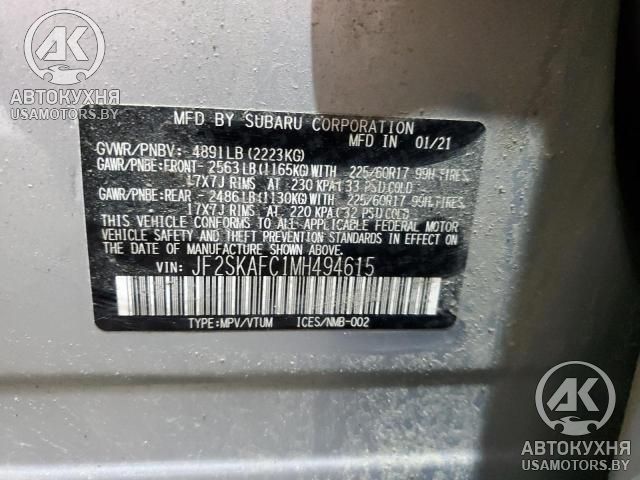 АК
АВТОКУХНЯ
USAMOTORS.BY
MFD BY SUBARU CORPORATION
MFD IN 01/21
GVWR/PNBV: 4891LB(2223KG)
GAWR/PNBE:FRONT- 2563LB(1165KG)WITH 225/60R17 99H TIRES,
17X7J RIMS AT 230 KPA(33 PSI)COLD
GAWR/PNBE:REAR - 2486LB(1130KG)WITH 225/60R17 99H TIRES,
17X7J RIMS AT 220 KPA(32 PSI)COLD
THIS VEHICLE CONFORMS TO ALL APPLICABLE FEDERAL MOTOR
VEHICLE SAFETY AND THEFT PREVENTION STANDARDS IN EFFECT
ON THE DATE OF MANUFACTURE SHOWN ABOVE.
VIN: JF2SKAFC1MH494615
TYPE:MPV/VTUM ICES/NMB-002
АК
АВТОКУХНЯ
USAMOTORS.BY